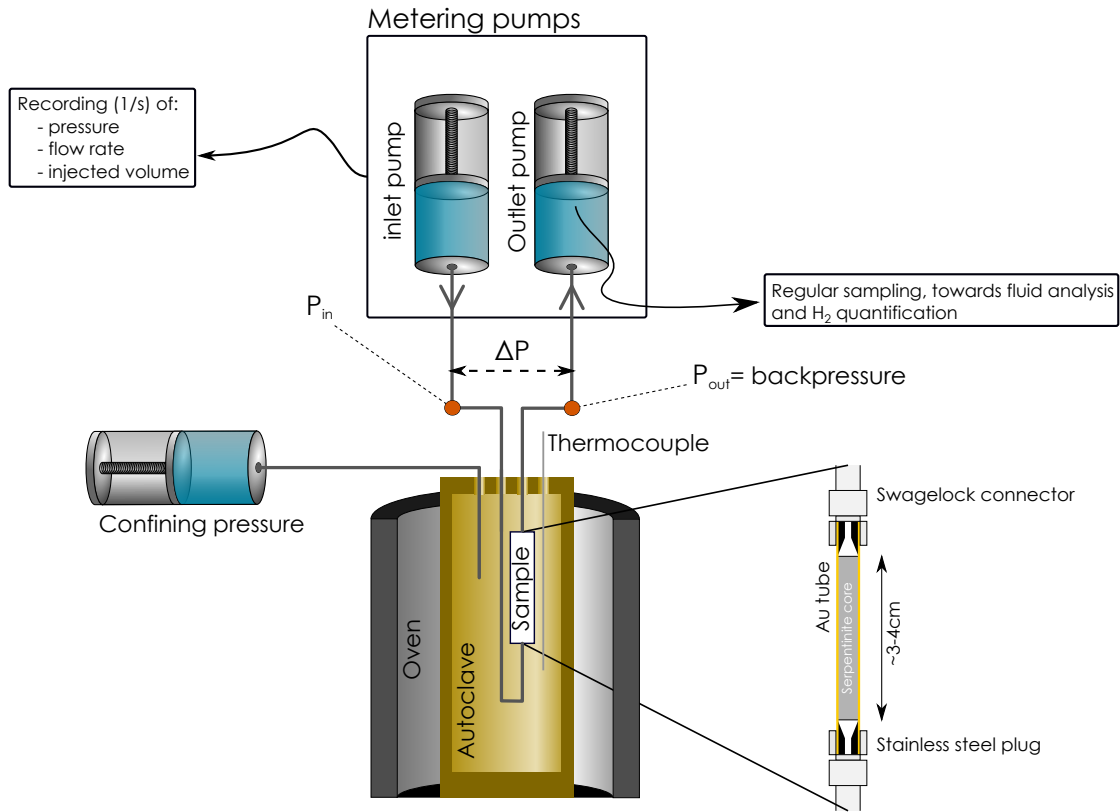 Metering pumps
Recording (1/s) of:
- pressure
- flow rate
- injected volume
inlet pump
Outlet pump
Regular sampling, towards fluid analysis
and H₂ quantification
P_in
ΔP
P_out= backpressure
Thermocouple
Confining pressure
Swagelock connector
Oven
Autoclave
Sample
Au tube
Serpentinite core
~3-4cm
Stainless steel plug